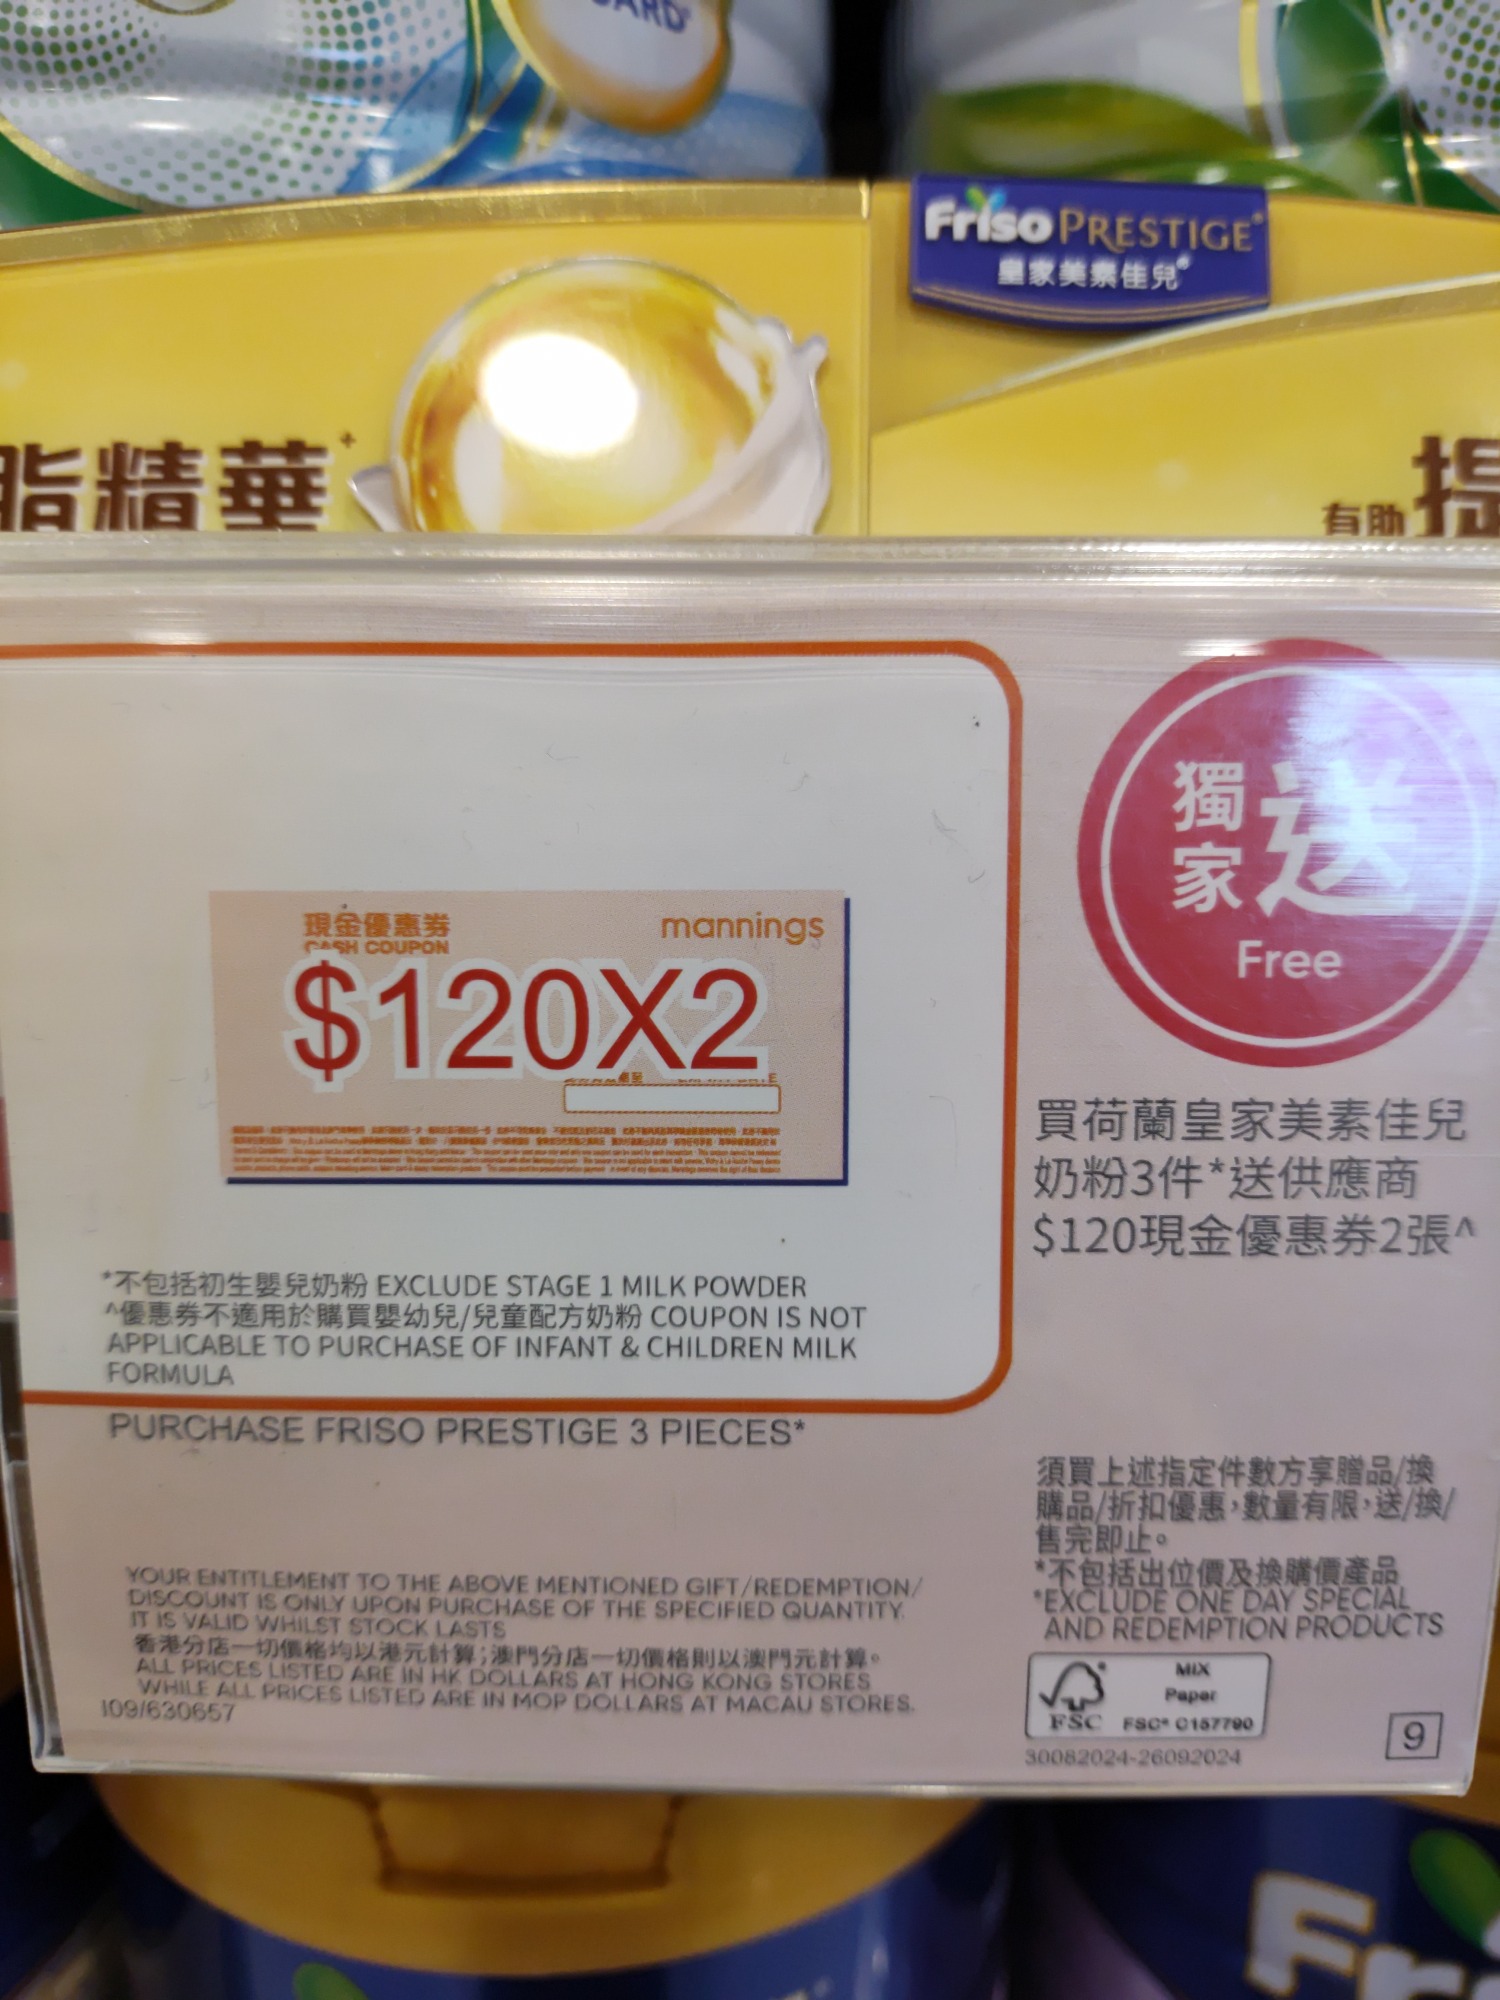 Friso PRESTIGE®
皇家美素佳兒®
脂精華⁺
有助
現金優惠券
CASH COUPON
mannings
$120X2
*不包括初生嬰兒奶粉 EXCLUDE STAGE 1 MILK POWDER
^優惠券不適用於購買嬰幼兒/兒童配方奶粉 COUPON IS NOT
APPLICABLE TO PURCHASE OF INFANT & CHILDREN MILK
FORMULA
PURCHASE FRISO PRESTIGE 3 PIECES*
YOUR ENTITLEMENT TO THE ABOVE MENTIONED GIFT/REDEMPTION/
DISCOUNT IS ONLY UPON PURCHASE OF THE SPECIFIED QUANTITY.
IT IS VALID WHILST STOCK LASTS
香港分店一切價格均以港元計算；澳門分店一切價格則以澳門元計算。
ALL PRICES LISTED ARE IN HK DOLLARS AT HONG KONG STORES
WHILE ALL PRICES LISTED ARE IN MOP DOLLARS AT MACAU STORES.
I09/630657
獨家
送
Free
買荷蘭皇家美素佳兒
奶粉3件*送供應商
$120現金優惠券2張^
須買上述指定件數方享贈品/換
購品/折扣優惠，數量有限，送/換/
售完即止。
*不包括出位價及換購價產品
*EXCLUDE ONE DAY SPECIAL
AND REDEMPTION PRODUCTS
FSC
MIX
Paper
FSC® C157790
30082024-26092024
9